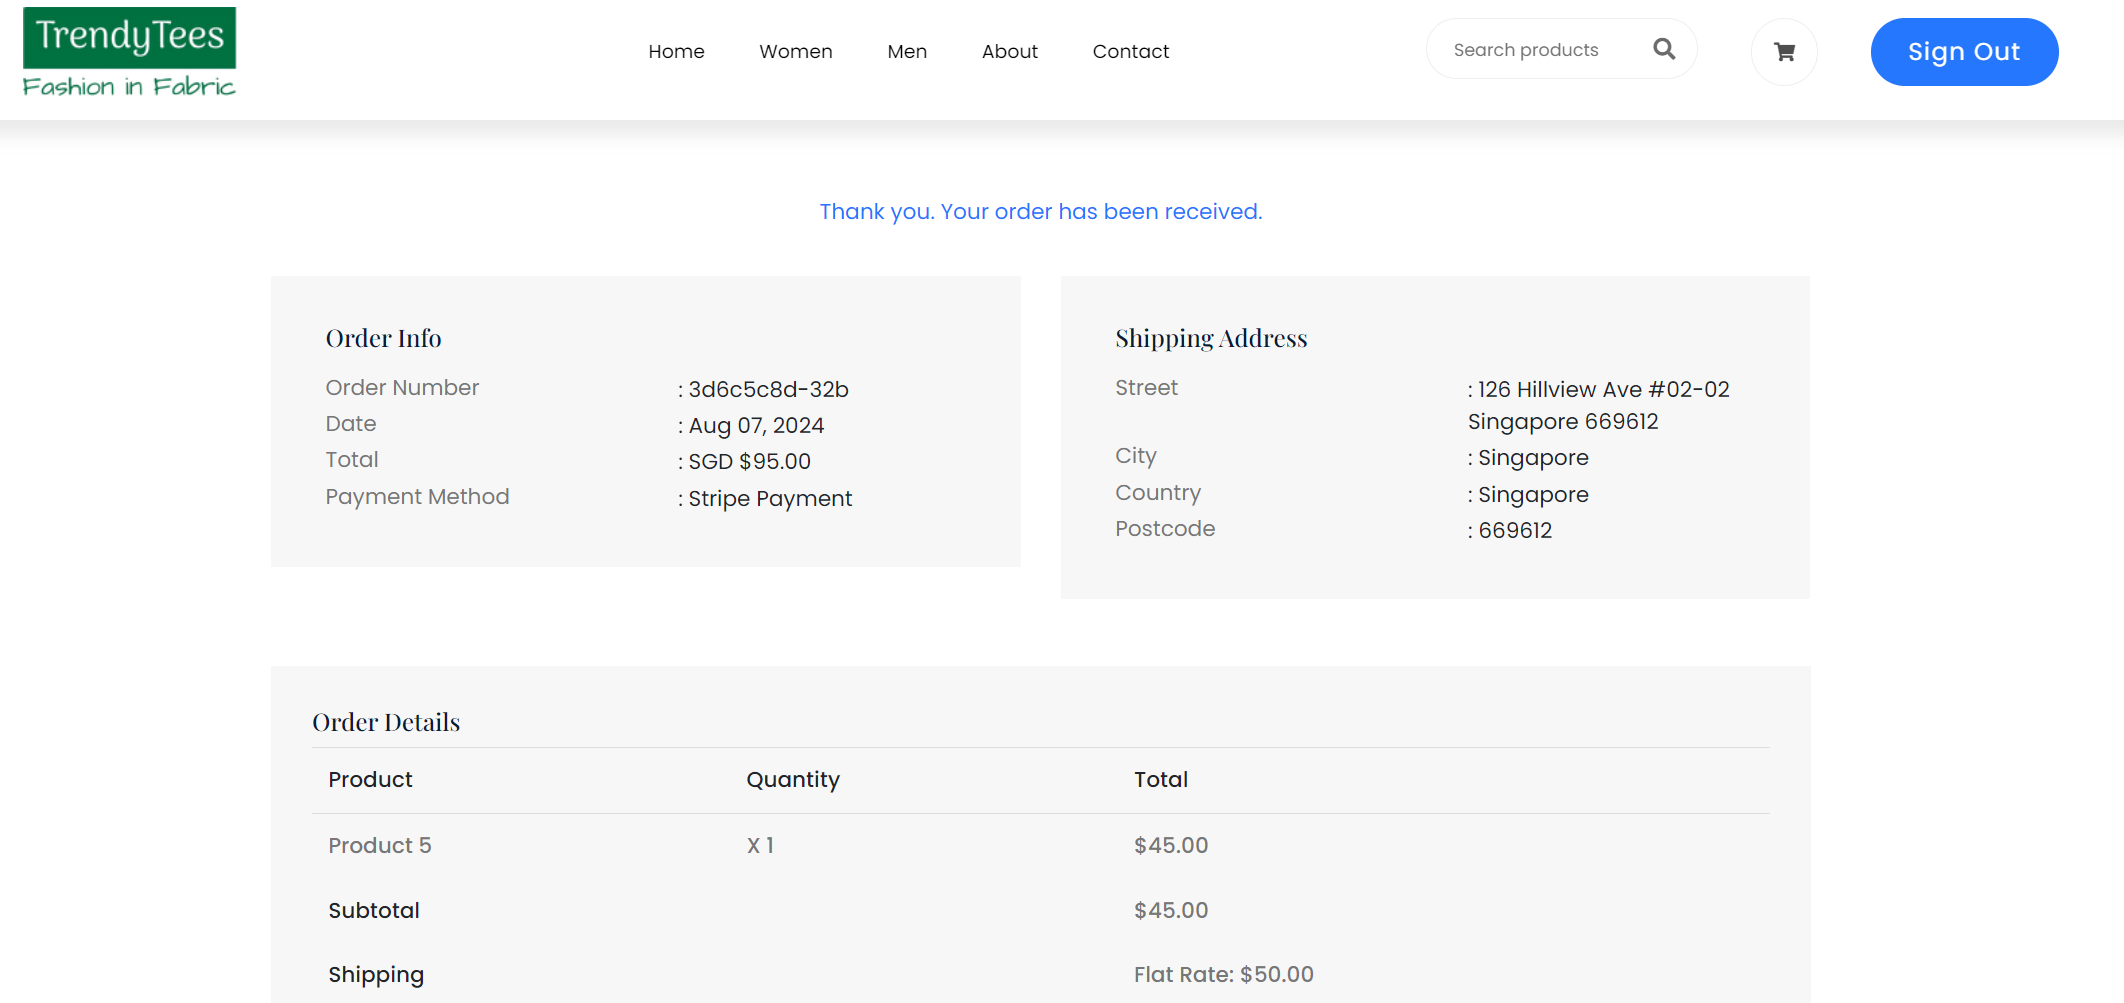 TrendyTees
Fashion in Fabric
Home Women Men About Contact
Search products
Sign Out
Thank you. Your order has been received.
Order Info
Order Number : 3d6c5c8d-32b
Date : Aug 07, 2024
Total : SGD $95.00
Payment Method : Stripe Payment
Shipping Address
Street : 126 Hillview Ave #02-02
Singapore 669612
City : Singapore
Country : Singapore
Postcode : 669612
Order Details
Product Quantity Total
Product 5 X 1 $45.00
Subtotal $45.00
Shipping Flat Rate: $50.00